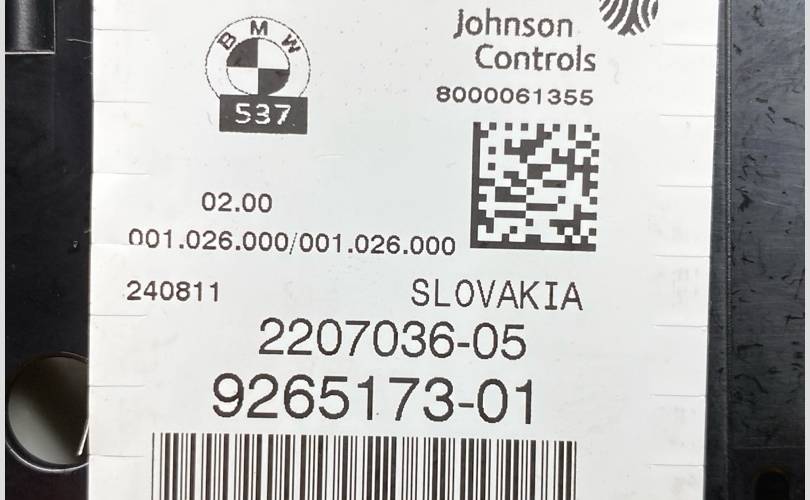 BMW
537
Johnson
Controls
8000061355
02.00
001.026.000/001.026.000
240811
SLOVAKIA
2207036-05
9265173-01